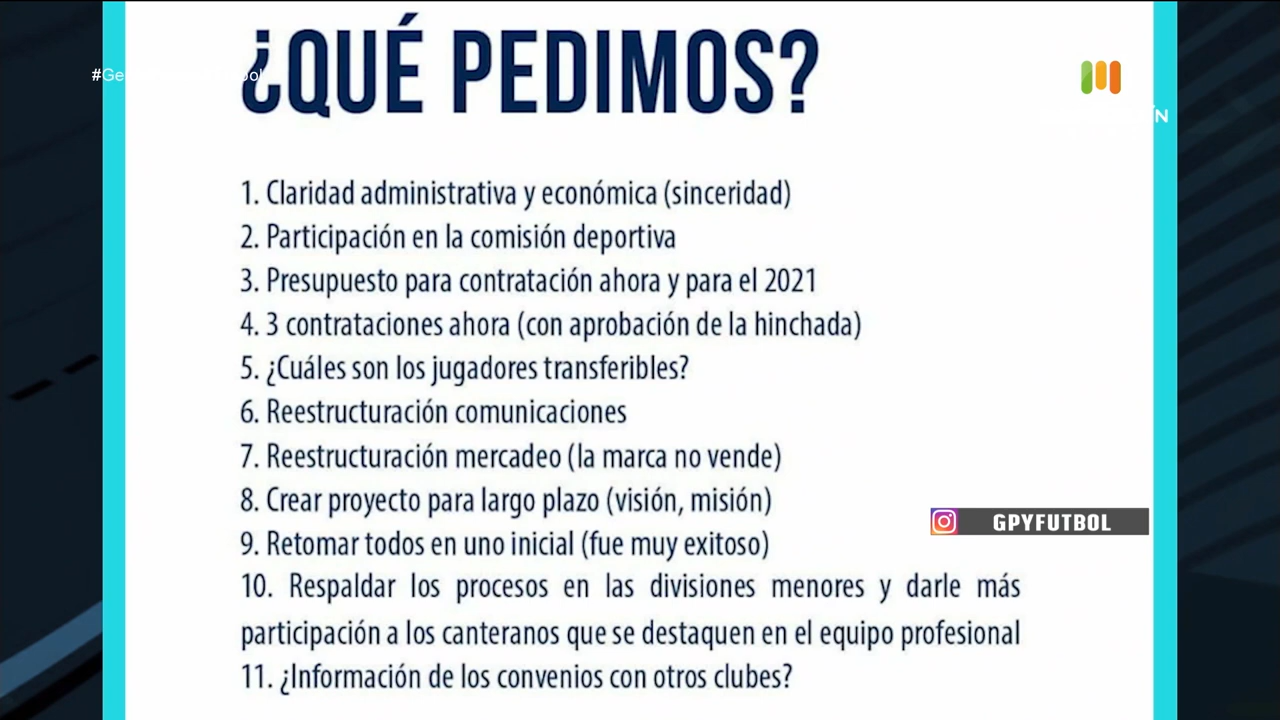 ¿QUÉ PEDIMOS?
1. Claridad administrativa y económica (sinceridad)
2. Participación en la comisión deportiva
3. Presupuesto para contratación ahora y para el 2021
4. 3 contrataciones ahora (con aprobación de la hinchada)
5. ¿Cuáles son los jugadores transferibles?
6. Reestructuración comunicaciones
7. Reestructuración mercadeo (la marca no vende)
8. Crear proyecto para largo plazo (visión, misión)
GPYFUTBOL
9. Retomar todos en uno inicial (fue muy exitoso)
10. Respaldar los procesos en las divisiones menores y darle más
participación a los canteranos que se destaquen en el equipo profesional
11. ¿Información de los convenios con otros clubes?